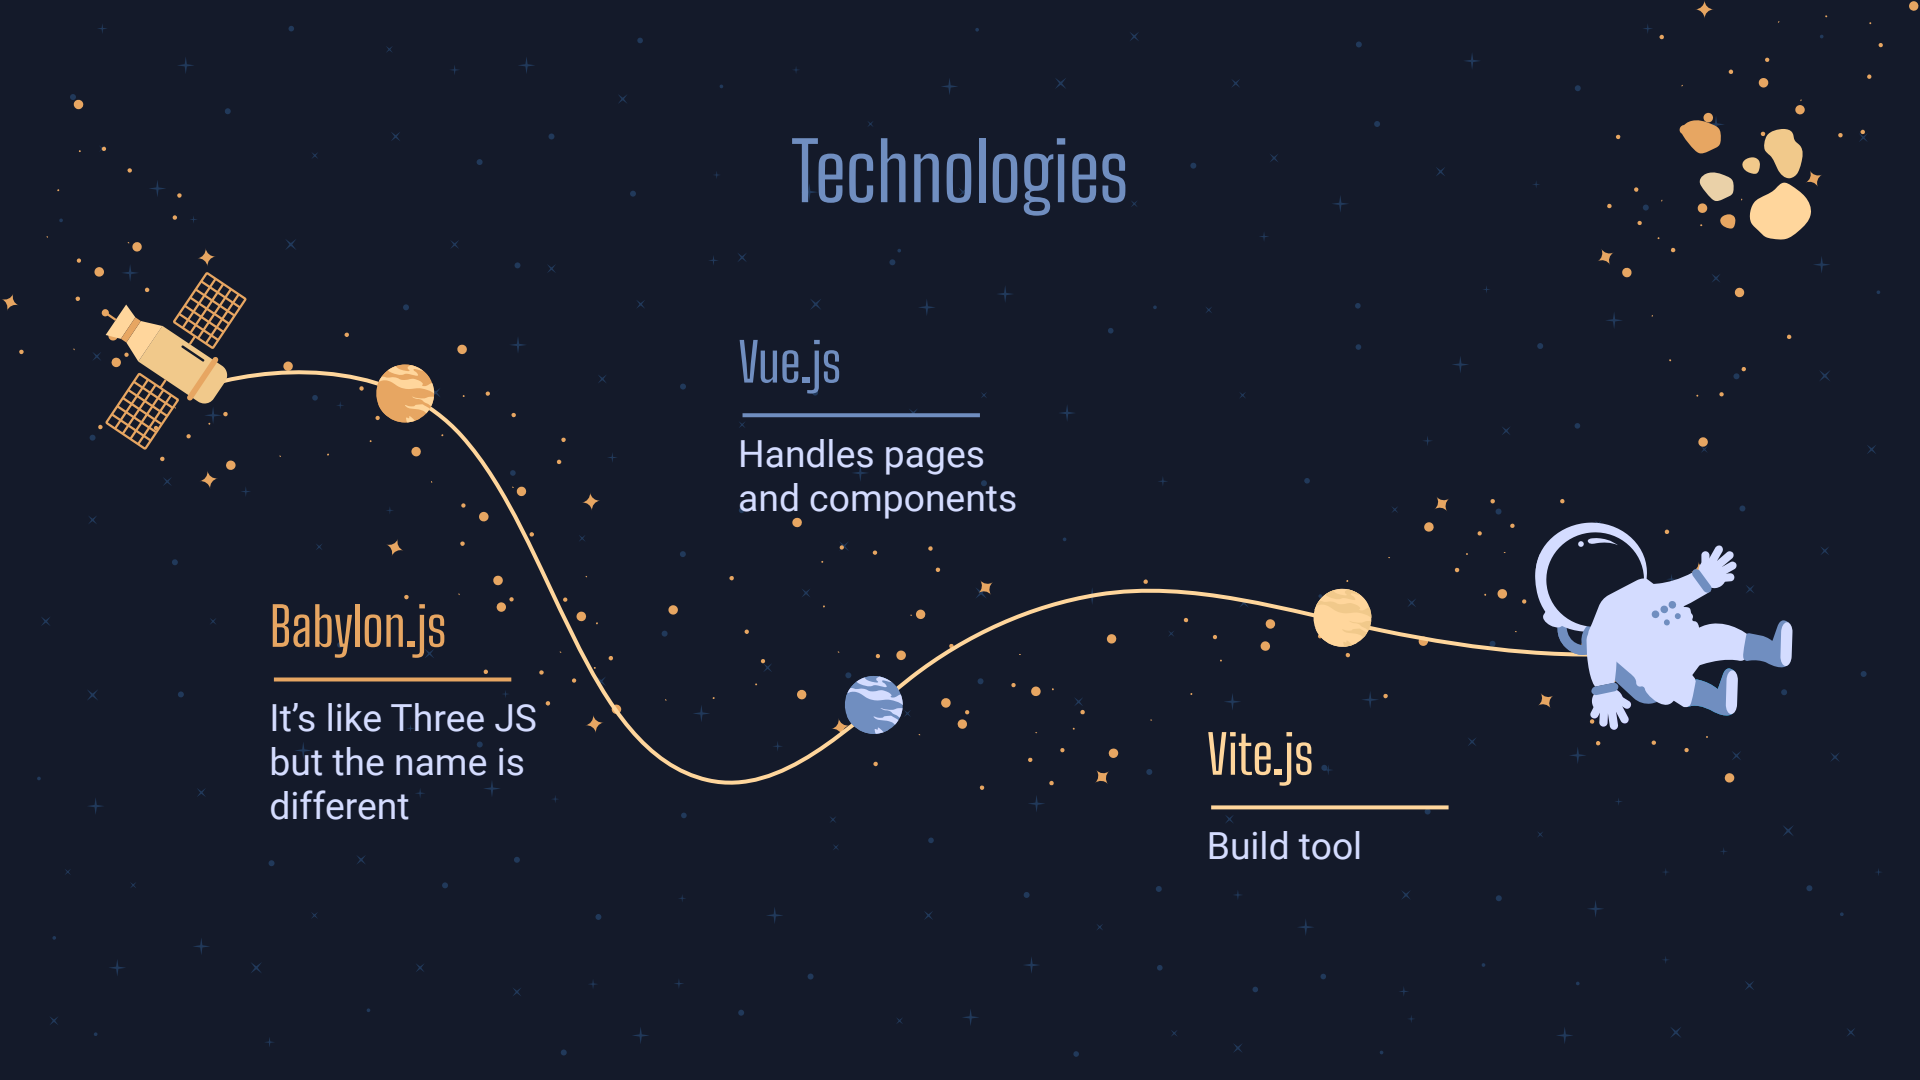 Technologies
Babylon.js
It’s like Three JS
but the name is
different
Vue.js
Handles pages
and components
Vite.js
Build tool